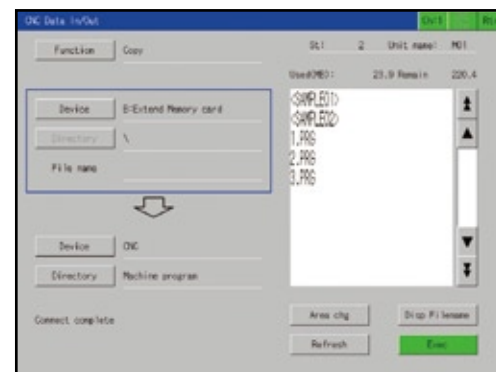 CNC Data In/Out
Ch:1
Function Copy
St: 2 Unit name: M01
Used(MB): 23.9 Remain 220.4
Device B:Extend Memory card
Directory \
File name
<SAMPLE01>
<SAMPLE02>
1.PRG
2.PRG
3.PRG
Device CNC
Directory Machine program
Connect complete
Area chg
Disp Filename
Refresh
Exec